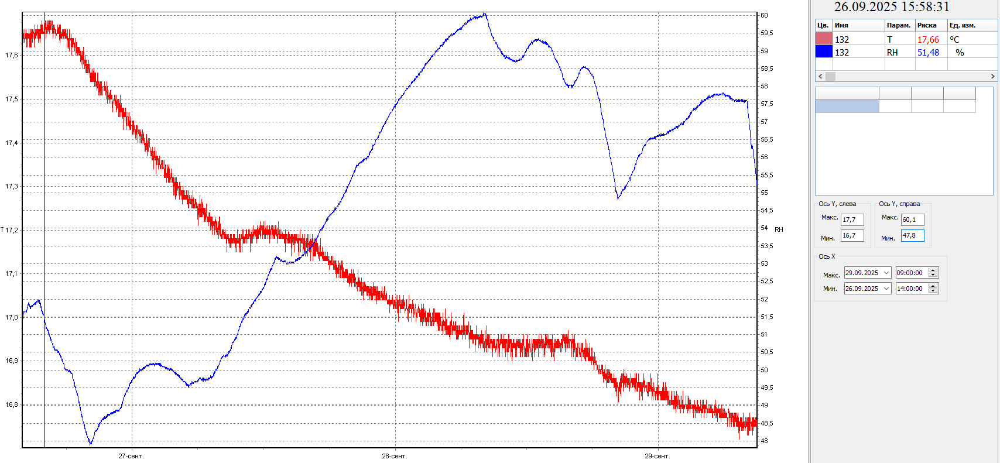 26.09.2025 15:58:31
Цв. Имя Парам. Риска Ед. изм.
132 T 17,66 °C
132 RH 51,48 %
Ось Y, слева
Макс. 17,7
Мин. 16,7
Ось Y, справа
Макс. 60,1
Мин. 47,8
Ось X
Макс. 29.09.2025 09:00:00
Мин. 26.09.2025 14:00:00
T
17,6
17,5
17,4
17,3
17,2
17,1
17,0
16,9
16,8
60
59,5
59
58,5
58
57,5
57
56,5
56
55,5
55
54,5
54
53,5
53
52,5
52
51,5
51
50,5
50
49,5
49
48,5
48
RH
27-сент.
28-сент.
29-сент.